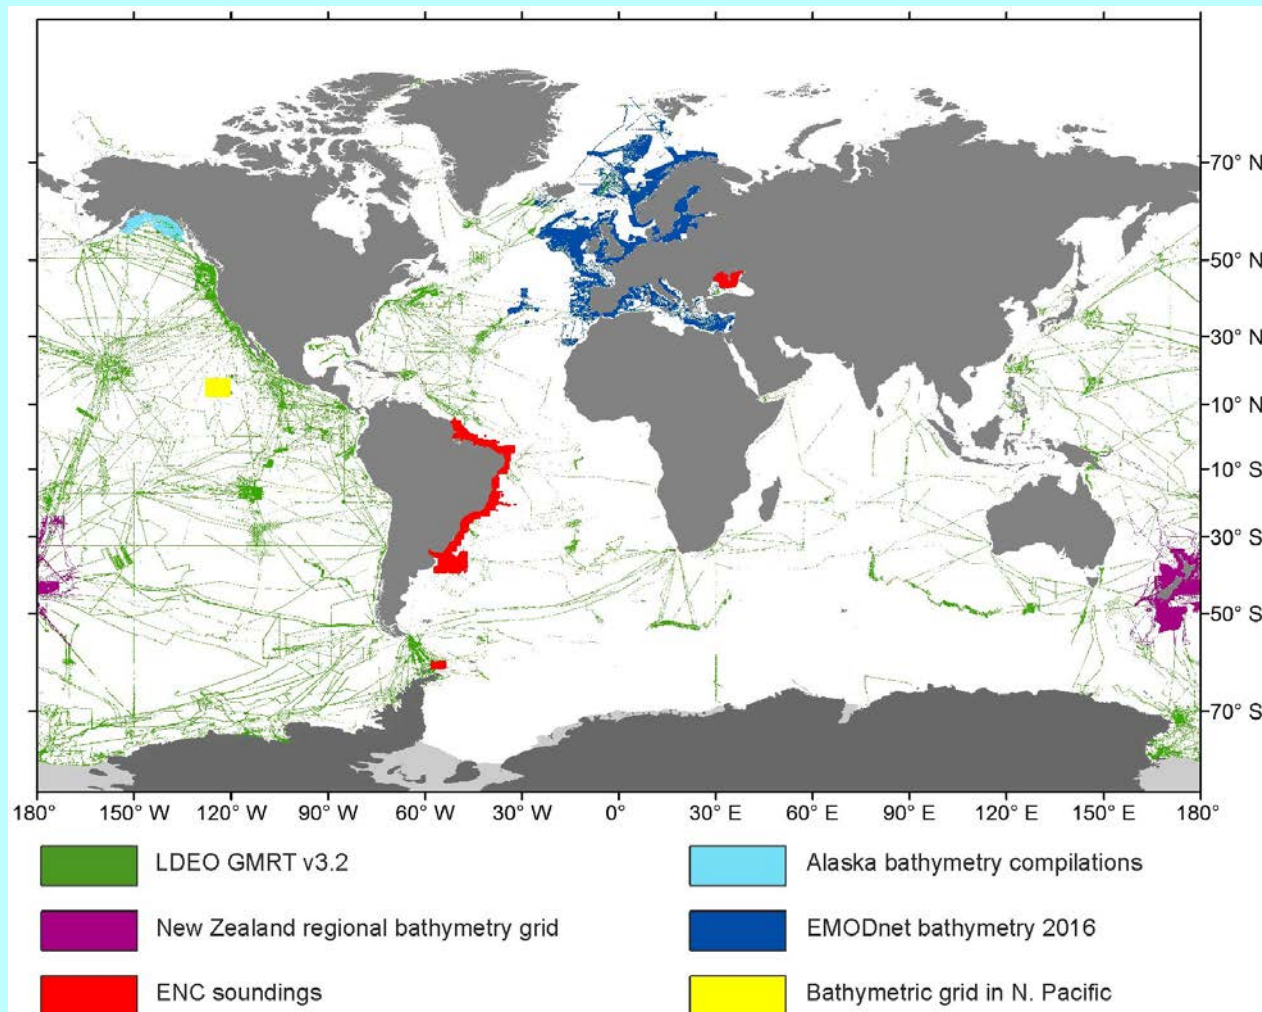 70° N
50° N
30° N
10° N
10° S
30° S
50° S
70° S
180 150° W 120° W 90° W 60° W 30° W 0° 30° E 60° E 90° E 120° E 150° E 180°
LDEO GMRT v3.2
Alaska bathymetry compilations
New Zealand regional bathymetry grid
EMODnet bathymetry 2016
ENC soundings
Bathymetric grid in N. Pacific